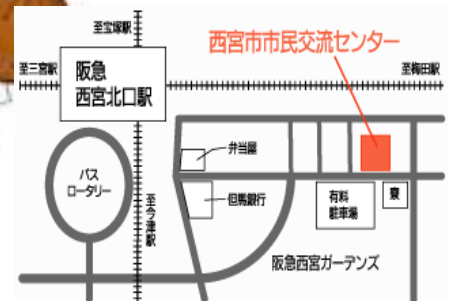 至宝塚駅
西宮市市民交流センター
至三宮駅
阪急
西宮北口駅
至梅田駅
弁当屋
バス
ロータリー
至今津駅
但馬銀行
有料
駐車場
寮
阪急西宮ガーデンズ